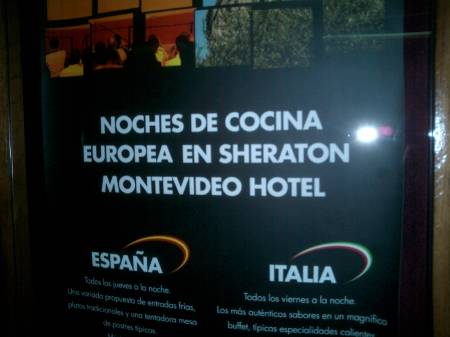 NOCHES DE COCINA
EUROPEA EN SHERATON
MONTEVIDEO HOTEL
ESPAÑA
Todos los jueves a la noche.
Una variada propuesta de entradas frías,
platos tradicionales y una tentadora mesa
de postres típicos.
ITALIA
Todos los viernes a la noche.
Los más auténticos sabores en un magnífico
buffet, típicas especialidades calientes